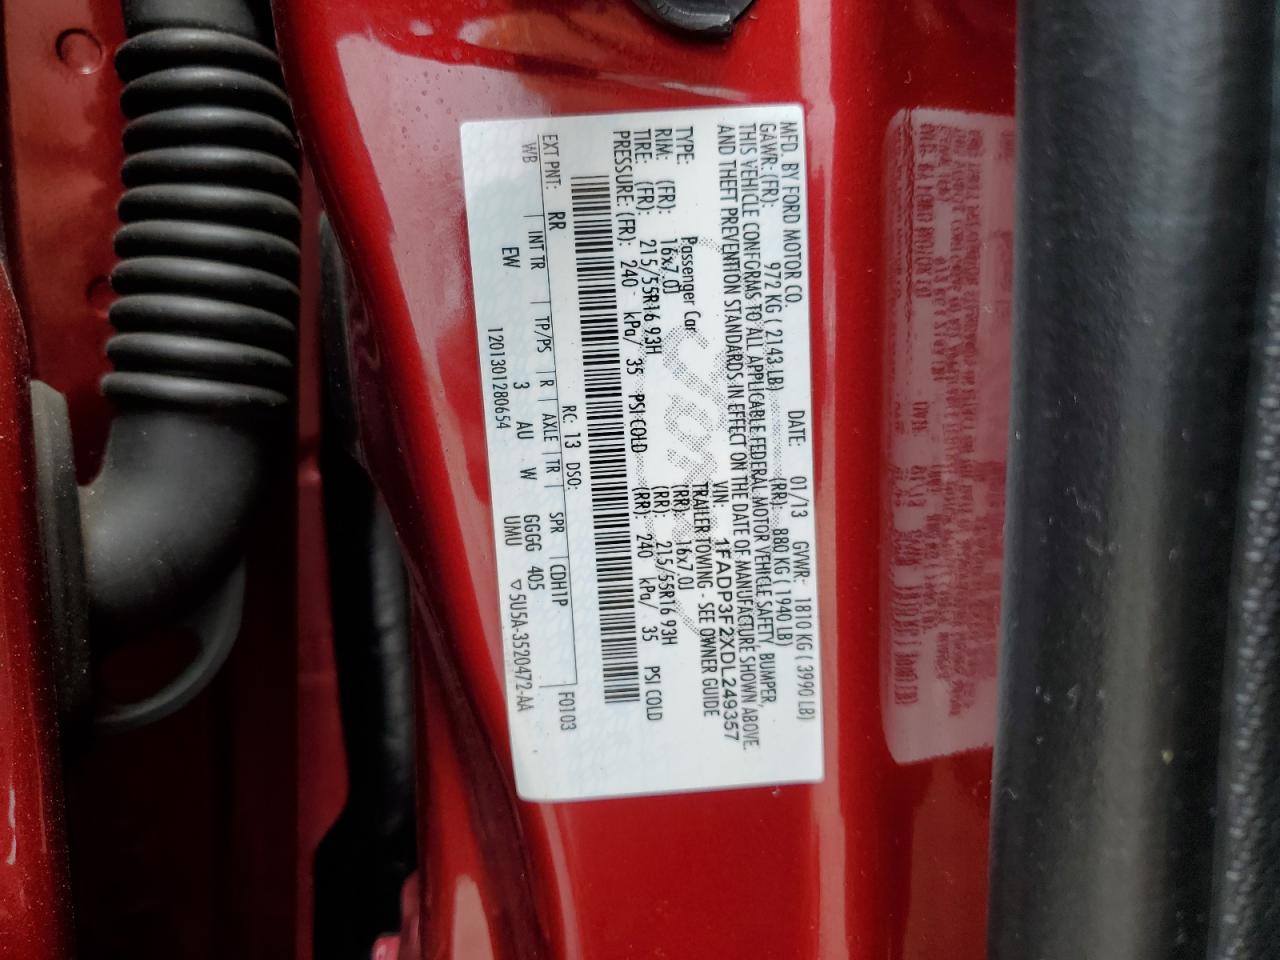 MFD. BY FORD MOTOR CO.
DATE: 01/13 GVWR: 1810 KG ( 3990 LB)
GAWR: (FR): 972 KG ( 2143 LB) (RR): 880 KG ( 1940 LB)
THIS VEHICLE CONFORMS TO ALL APPLICABLE FEDERAL MOTOR VEHICLE SAFETY, BUMPER,
AND THEFT PREVENTION STANDARDS IN EFFECT ON THE DATE OF MANUFACTURE SHOWN ABOVE.
VIN: 1FADP3F2XDL249357
TYPE: Passenger Car TRAILER TOWING - SEE OWNER GUIDE
RIM: (FR): 16x7.0J (RR): 16x7.0J
TIRE: (FR): 215/55R16 93H (RR): 215/55R16 93H
PRESSURE: (FR): 240 kPa/ 35 PSI COLD (RR): 240 kPa/ 35 PSI COLD
RC: 13 DSO: F0103
EXT PNT: RR
WB INT TR TP/PS R AXLE TR SPR CDH1P
EW 3 AU W GGGG 405
1201301280654 UMU ▽5U5A-3520472-AA